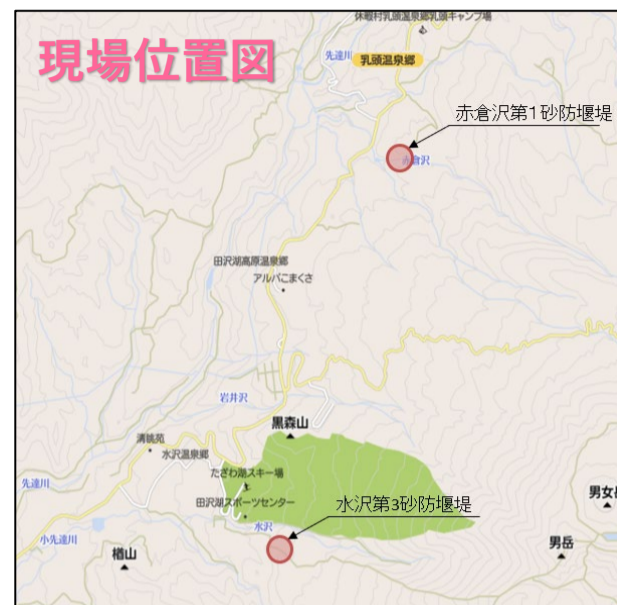 休暇村乳頭温泉郷乳頭キャンプ場
現場位置図
先達川
乳頭温泉郷
赤倉沢第1砂防堰堤
赤倉沢
田沢湖高原温泉郷
アルパこまくさ
岩井沢
黒森山
清眺苑
水沢温泉郷
たざわ湖スキー場
先達川
田沢湖スポーツセンター
水沢第3砂防堰堤
男女岳
水沢
小先達川
楢山
男岳